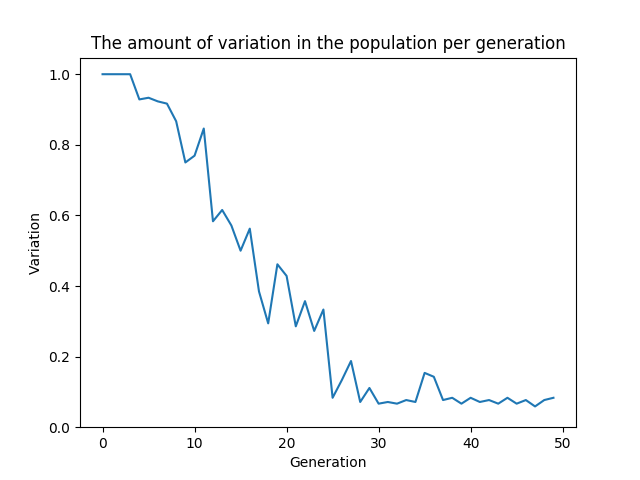 The amount of variation in the population per generation
1.0
0.8
0.6
0.4
0.2
0.0
Variation
0 10 20 30 40 50
Generation